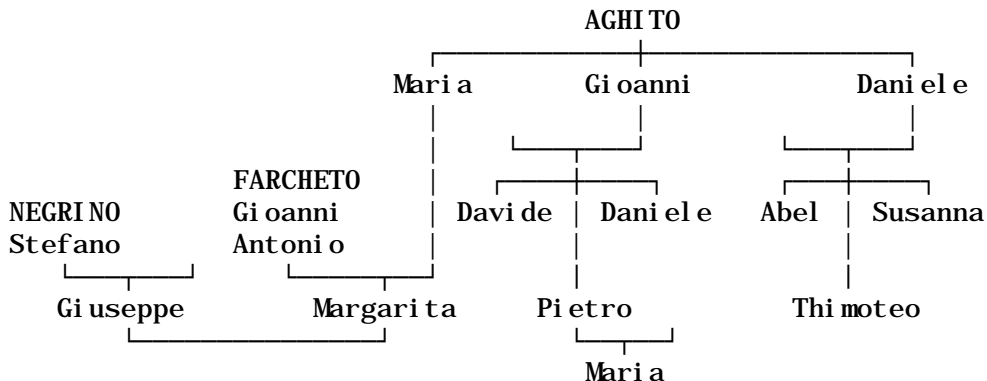 AGHITO
Maria Gioanni Daniele
FARCHETO
NEGRINO Gioanni Davide Daniele Abel Susanna
Stefano Antonio
Giuseppe Margarita Pietro Thimoteo
Maria